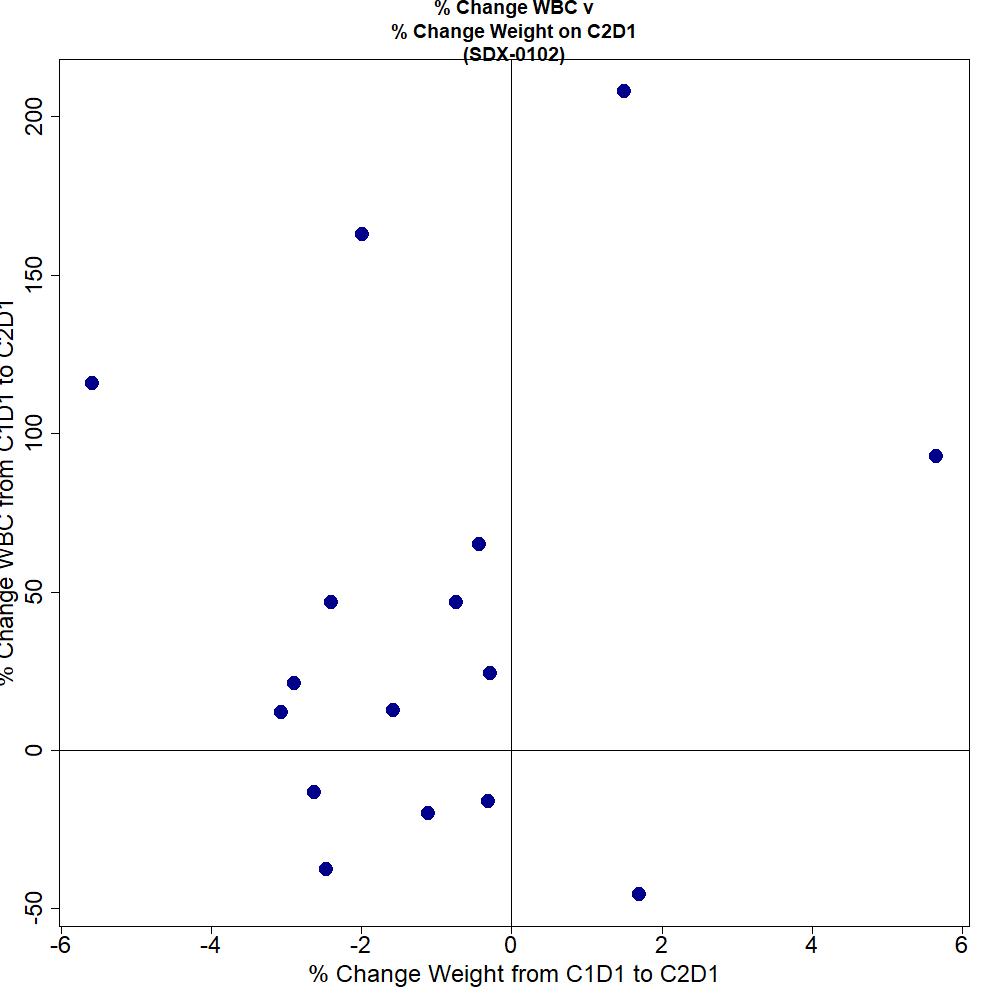 % Change WBC v
% Change Weight on C2D1
(SDX-0102)
% Change WBC from C1D1 to C2D1
200
150
100
50
0
-50
-6
-4
-2
0
2
4
6
% Change Weight from C1D1 to C2D1